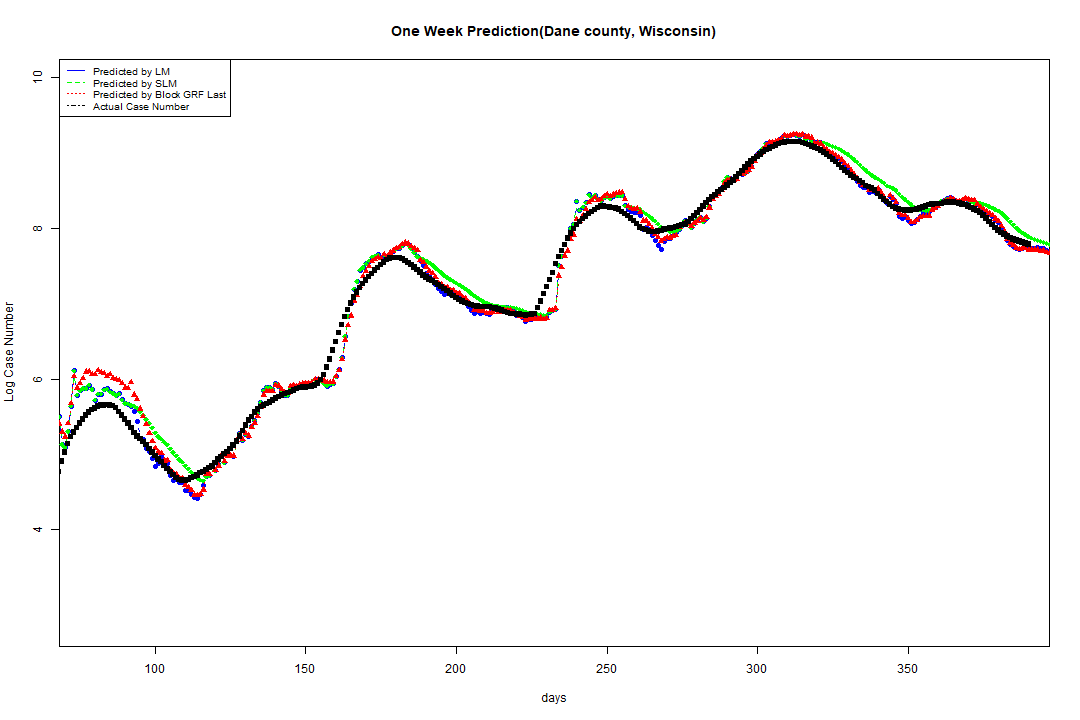 One Week Prediction(Dane county, Wisconsin)
Predicted by LM
Predicted by SLM
Predicted by Block GRF Last
Actual Case Number
Log Case Number
10
8
6
4
100 150 200 250 300 350
days